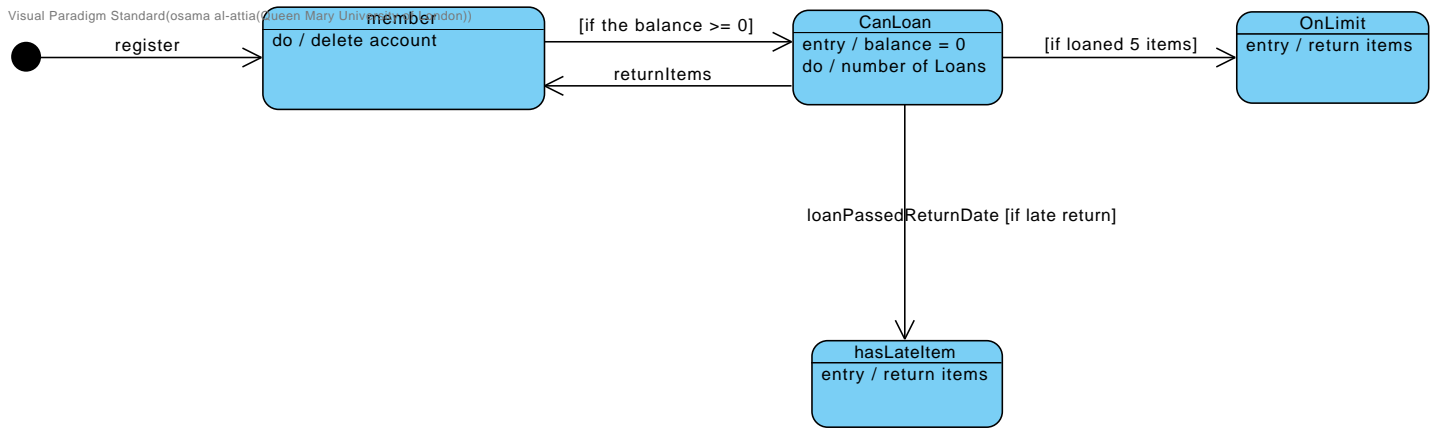 Visual Paradigm Standard(osama al-attia(Queen Mary University of London))
member
do / delete account
register
[if the balance >= 0]
returnItems
CanLoan
entry / balance = 0
do / number of Loans
[if loaned 5 items]
OnLimit
entry / return items
loanPassedReturnDate [if late return]
hasLateItem
entry / return items